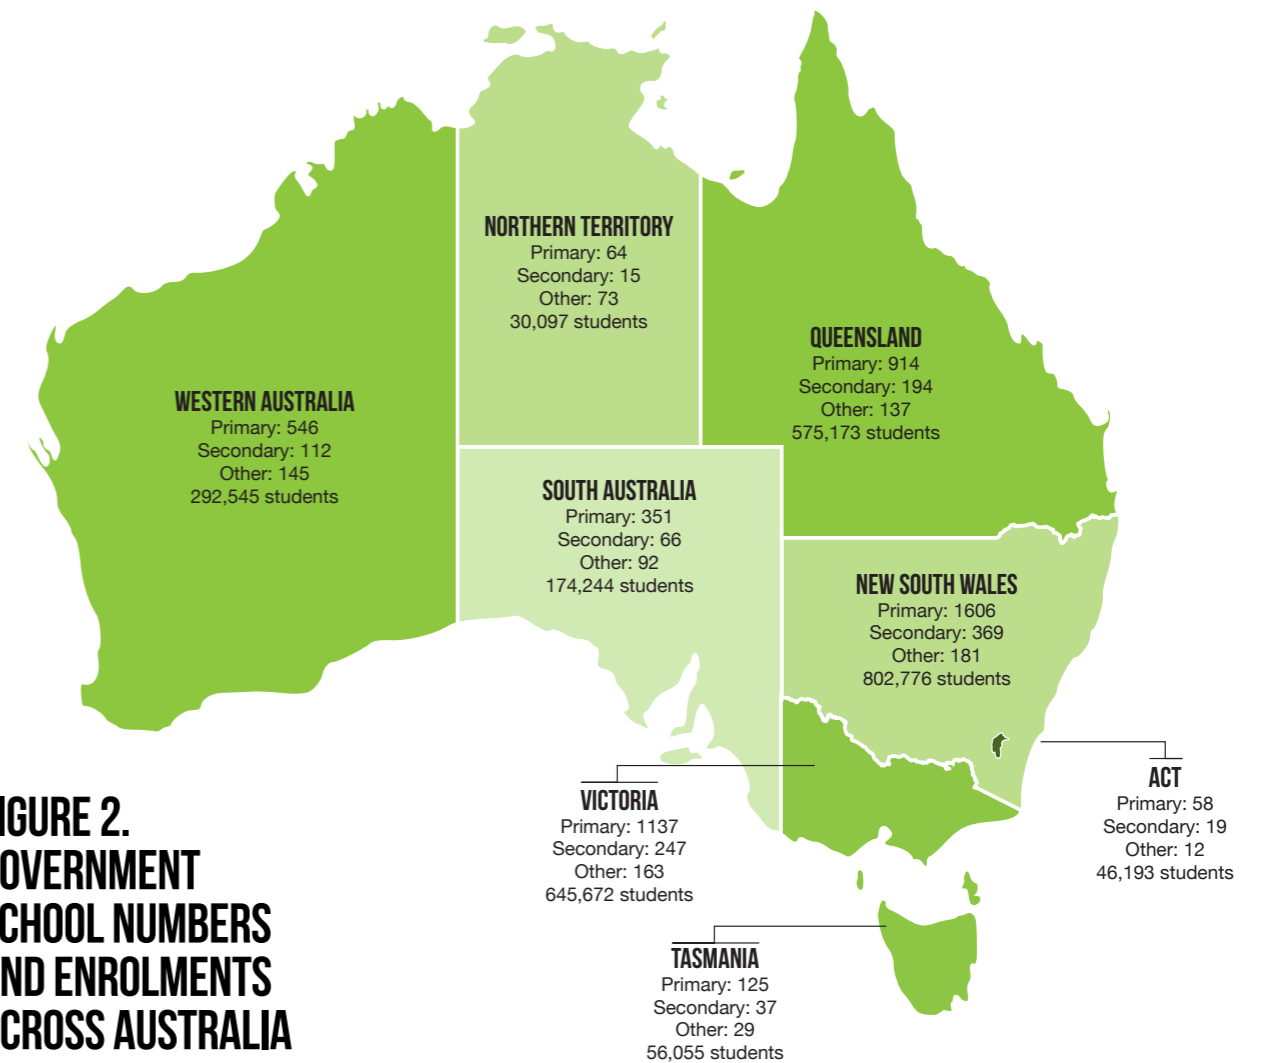 NORTHERN TERRITORY
Primary: 64
Secondary: 15
Other: 73
30,097 students
QUEENSLAND
Primary: 914
Secondary: 194
Other: 137
575,173 students
WESTERN AUSTRALIA
Primary: 546
Secondary: 112
Other: 145
292,545 students
SOUTH AUSTRALIA
Primary: 351
Secondary: 66
Other: 92
174,244 students
NEW SOUTH WALES
Primary: 1606
Secondary: 369
Other: 181
802,776 students
ACT
Primary: 58
Secondary: 19
Other: 12
46,193 students
VICTORIA
Primary: 1137
Secondary: 247
Other: 163
645,672 students
TASMANIA
Primary: 125
Secondary: 37
Other: 29
56,055 students
IGURE 2.
OVERNMENT
CHOOL NUMBERS
ND ENROLMENTS
CROSS AUSTRALIA